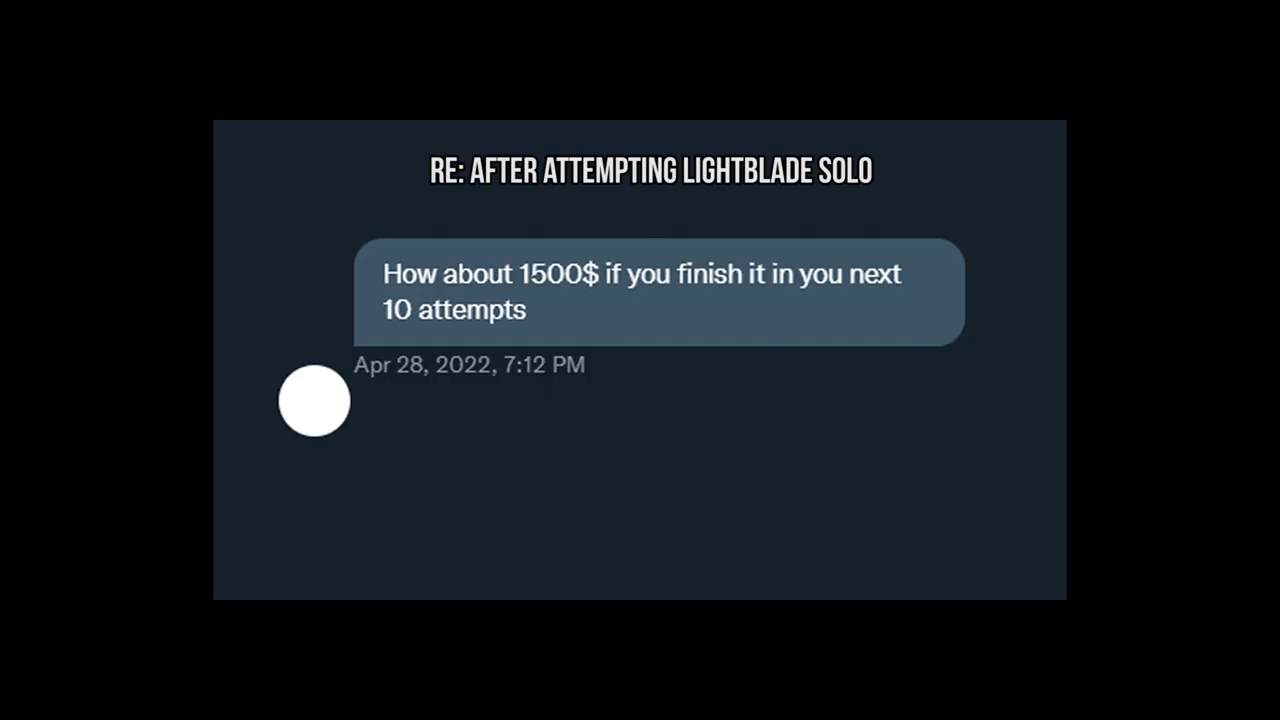 RE: AFTER ATTEMPTING LIGHTBLADE SOLO
How about 1500$ if you finish it in you next
10 attempts
Apr 28, 2022, 7:12 PM